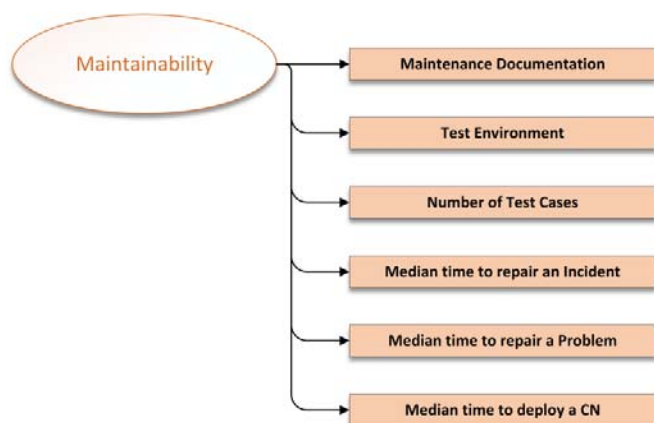 Maintainability
Maintenance Documentation
Test Environment
Number of Test Cases
Median time to repair an Incident
Median time to repair a Problem
Median time to deploy a CN